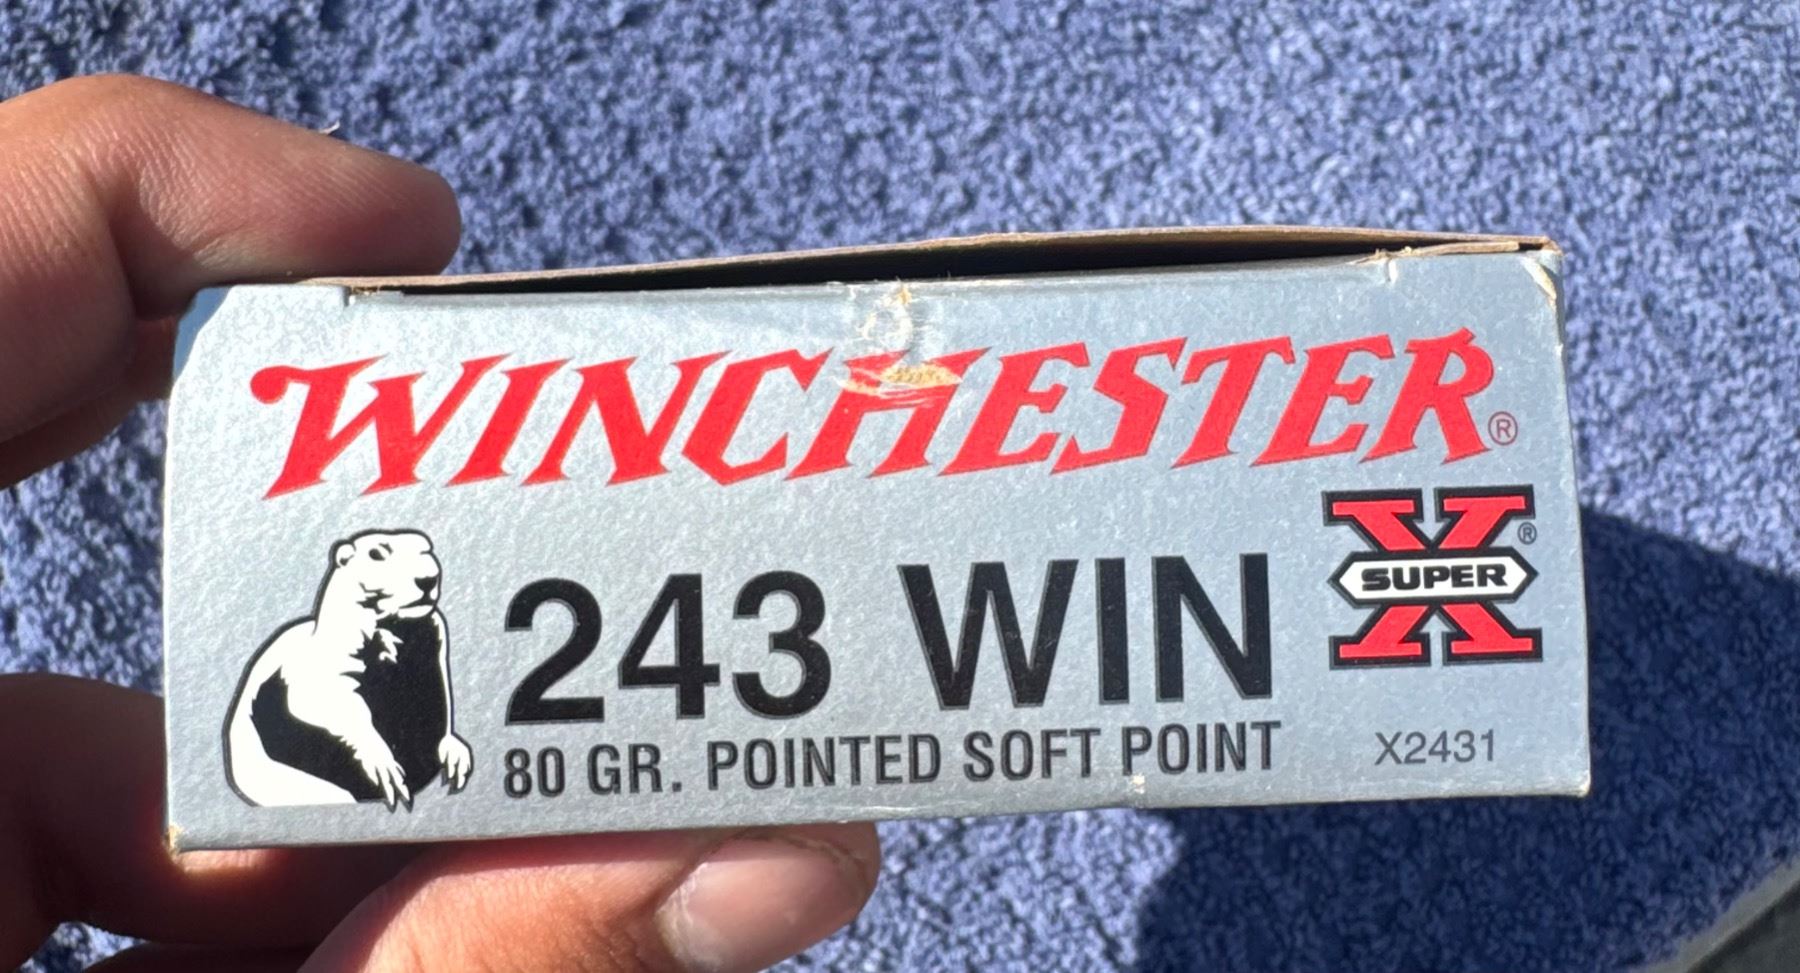 WINCHESTER®
X®
SUPER
243 WIN
80 GR. POINTED SOFT POINT
X2431